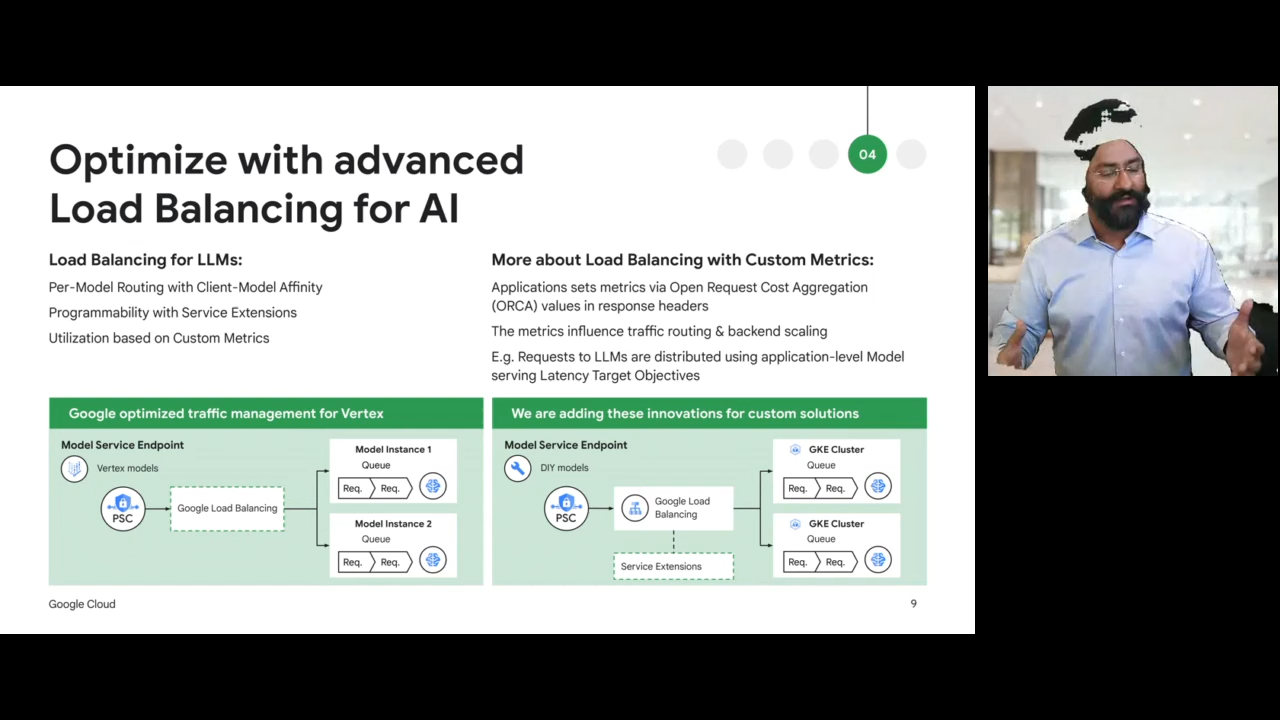 Optimize with advanced
Load Balancing for AI
04
Load Balancing for LLMs:
Per-Model Routing with Client-Model Affinity
Programmability with Service Extensions
Utilization based on Custom Metrics
More about Load Balancing with Custom Metrics:
Applications sets metrics via Open Request Cost Aggregation
(ORCA) values in response headers
The metrics influence traffic routing & backend scaling
E.g. Requests to LLMs are distributed using application-level Model
serving Latency Target Objectives
Google optimized traffic management for Vertex
Model Service Endpoint
Vertex models
PSC
Google Load Balancing
Model Instance 1
Queue
Req. Req.
Model Instance 2
Queue
Req. Req.
We are adding these innovations for custom solutions
Model Service Endpoint
DIY models
PSC
Google Load
Balancing
Service Extensions
GKE Cluster
Queue
Req. Req.
GKE Cluster
Queue
Req. Req.
Google Cloud
9